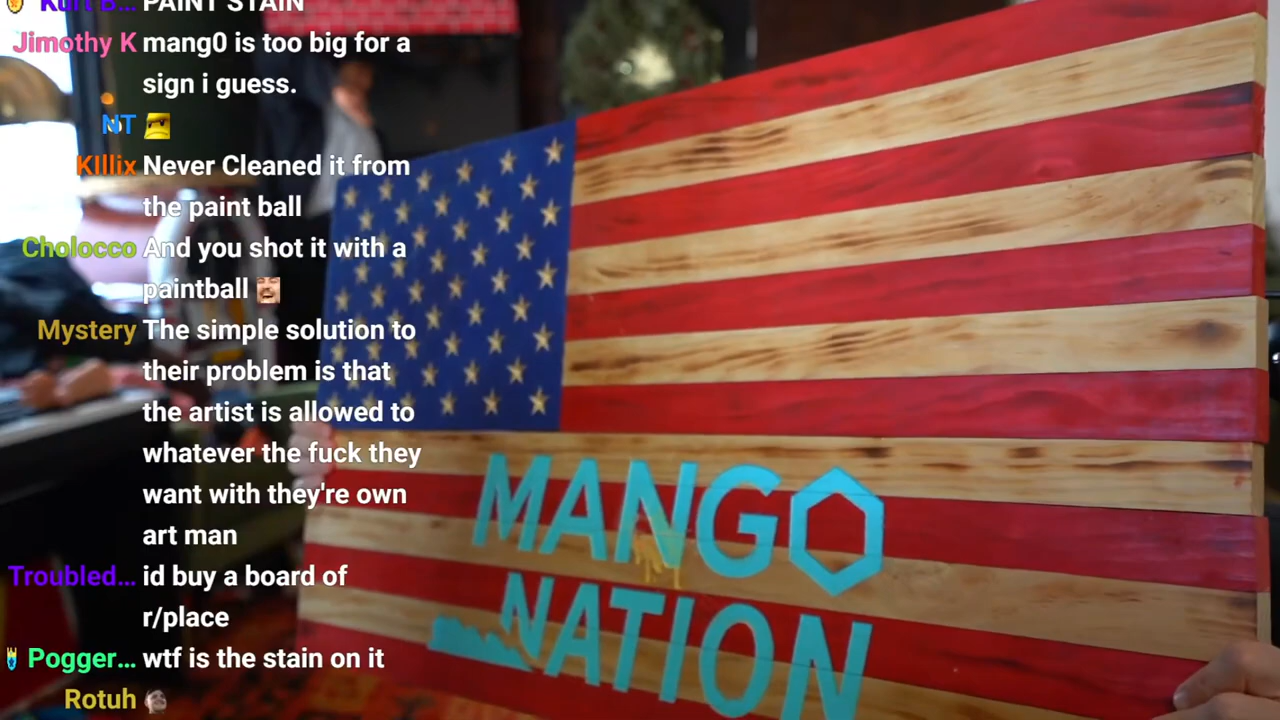 Kurt B... PAINT STAIN
Jimothy K mang0 is too big for a
sign i guess.
NT
KIllix Never Cleaned it from
the paint ball
Cholocco And you shot it with a
paintball
Mystery The simple solution to
their problem is that
the artist is allowed to
whatever the fuck they
want with they're own
art man
Troubled... id buy a board of
r/place
Pogger... wtf is the stain on it
Rotuh
MANGO
NATION